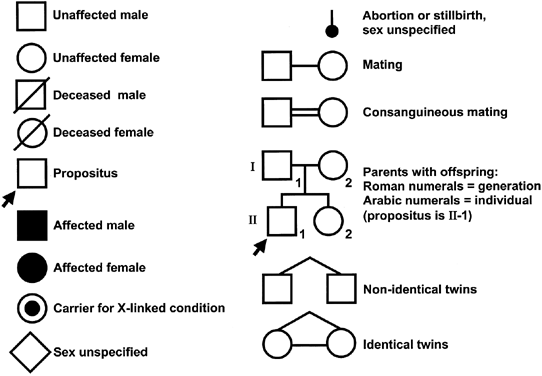 Unaffected male
Unaffected female
Deceased male
Deceased female
Propositus
Affected male
Affected female
Carrier for X-linked condition
Sex unspecified
Abortion or stillbirth,
sex unspecified
Mating
Consanguineous mating
I
1
2
II
1
2
Parents with offspring:
Roman numerals = generation
Arabic numerals = individual
(propositus is II-1)
Non-identical twins
Identical twins